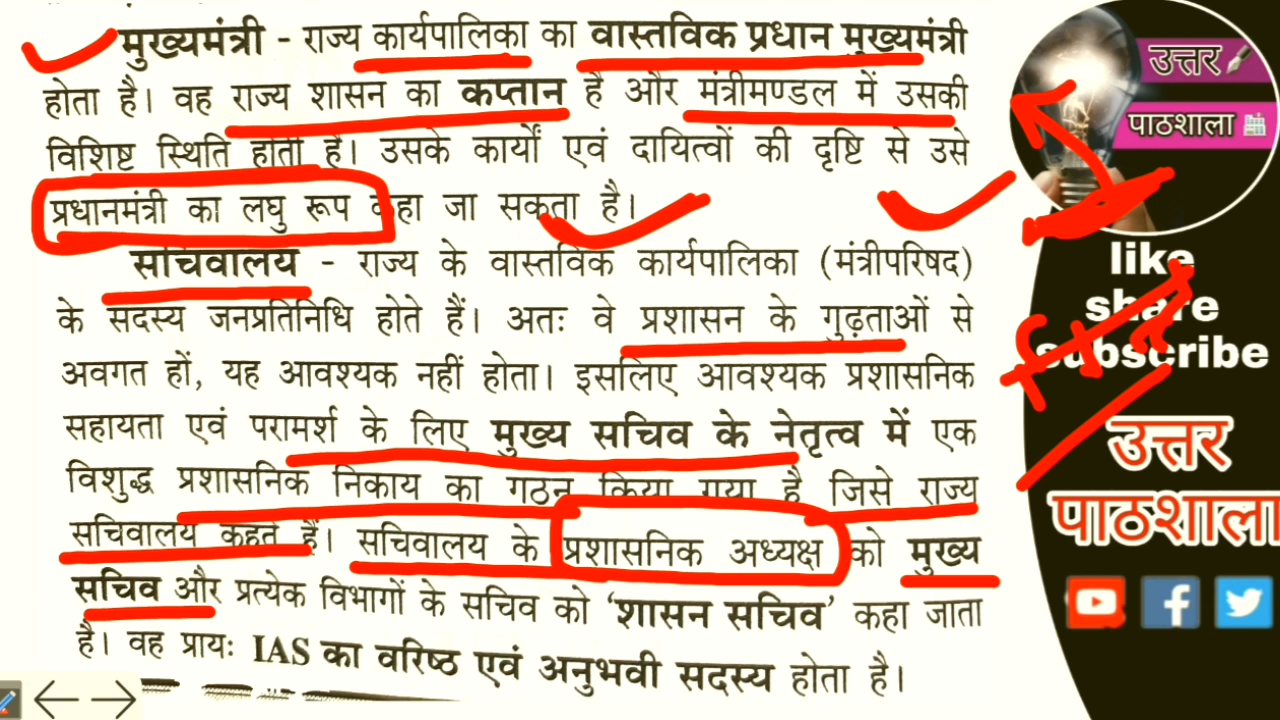 मुख्यमंत्री - राज्य कार्यपालिका का वास्तविक प्रधान मुख्यमंत्री
होता है। वह राज्य शासन का कप्तान है और मंत्रीमण्डल में उसकी
विशिष्ट स्थिति होती है। उसके कार्यों एवं दायित्वों की दृष्टि से उसे
प्रधानमंत्री का लघु रूप कहा जा सकता है।
सचिवालय - राज्य के वास्तविक कार्यपालिका (मंत्रीपरिषद)
के सदस्य जनप्रतिनिधि होते हैं। अतः वे प्रशासन के गुढ़ताओं से
अवगत हों, यह आवश्यक नहीं होता। इसलिए आवश्यक प्रशासनिक
सहायता एवं परामर्श के लिए मुख्य सचिव के नेतृत्व में एक
विशुद्ध प्रशासनिक निकाय का गठन किया गया है जिसे राज्य
सचिवालय कहते हैं। सचिवालय के प्रशासनिक अध्यक्ष को मुख्य
सचिव और प्रत्येक विभागों के सचिव को ‘शासन सचिव’ कहा जाता
है। वह प्रायः IAS का वरिष्ठ एवं अनुभवी सदस्य होता है।
उत्तर
पाठशाला
like
share
subscribe
उत्तर
पाठशाला